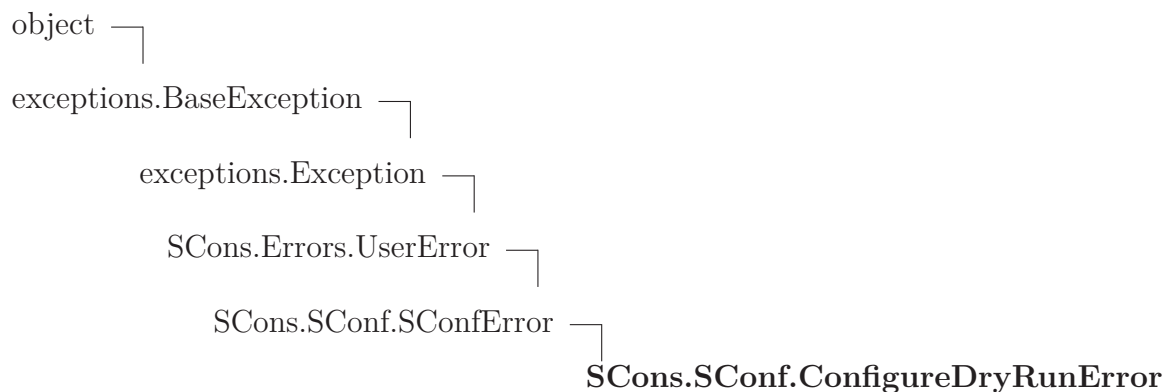 object
exceptions.BaseException
exceptions.Exception
SCons.Errors.UserError
SCons.SConf.SConfError
SCons.SConf.ConfigureDryRunError